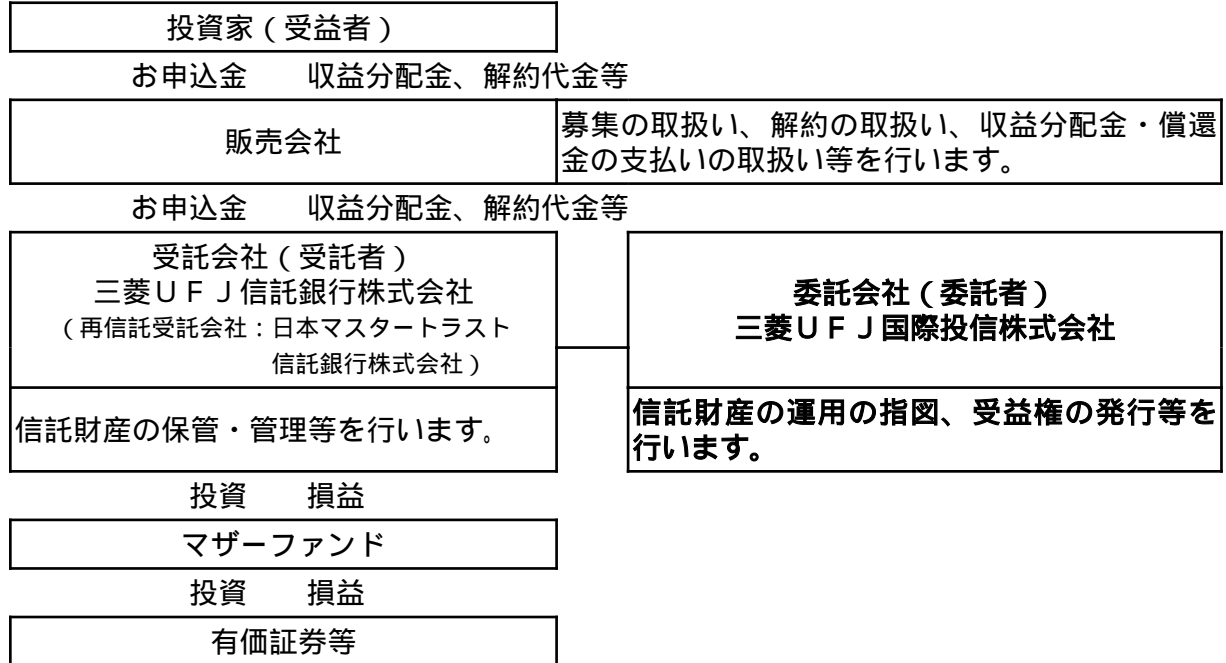 投資家（受益者）
お申込金　　収益分配金、解約代金等
販売会社
募集の取扱い、解約の取扱い、収益分配金・償還
金の支払いの取扱い等を行います。
お申込金　　収益分配金、解約代金等
受託会社（受託者）
三菱ＵＦＪ信託銀行株式会社
（再信託受託会社：日本マスタートラスト
信託銀行株式会社）
委託会社（委託者）
三菱ＵＦＪ国際投信株式会社
信託財産の保管・管理等を行います。
信託財産の運用の指図、受益権の発行等を
行います。
投資　　損益
マザーファンド
投資　　損益
有価証券等